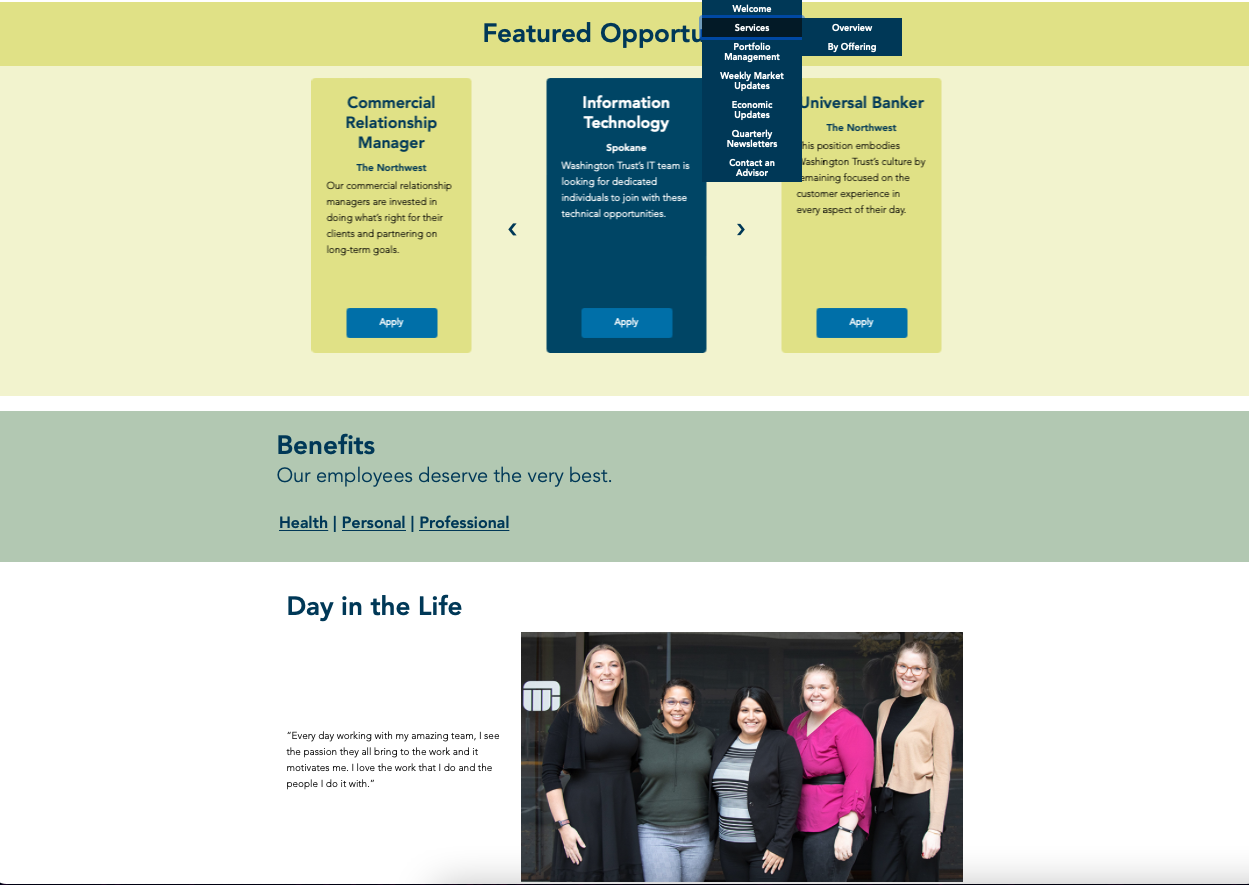 Welcome
Featured Opportu
Services
Overview
Portfolio
Management
By Offering
Weekly Market
Updates
Economic
Updates
Quarterly
Newsletters
Contact an
Advisor
Commercial
Relationship
Manager
The Northwest
Our commercial relationship
managers are invested in
doing what's right for their
clients and partnering on
long-term goals.
Apply
‹
Information
Technology
Spokane
Washington Trust's IT team is
looking for dedicated
individuals to join with these
technical opportunities.
Apply
›
Universal Banker
The Northwest
his position embodies
Washington Trust's culture by
emaining focused on the
customer experience in
every aspect of their day.
Apply
Benefits
Our employees deserve the very best.
Health | Personal | Professional
Day in the Life
“Every day working with my amazing team, I see
the passion they all bring to the work and it
motivates me. I love the work that I do and the
people I do it with.”